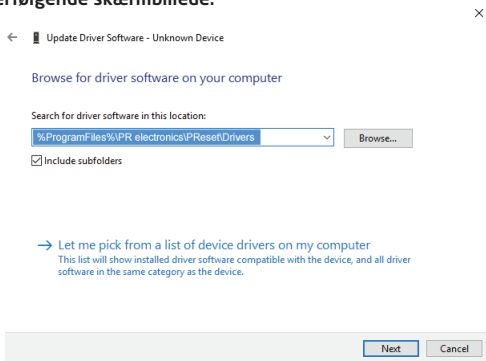 erfølgende skærmbillede.
Update Driver Software - Unknown Device
Browse for driver software on your computer
Search for driver software in this location:
%ProgramFiles%\PR electronics\PReset\Drivers
Browse...
Include subfolders
Let me pick from a list of device drivers on my computer
This list will show installed driver software compatible with the device, and all driver
software in the same category as the device.
Next Cancel